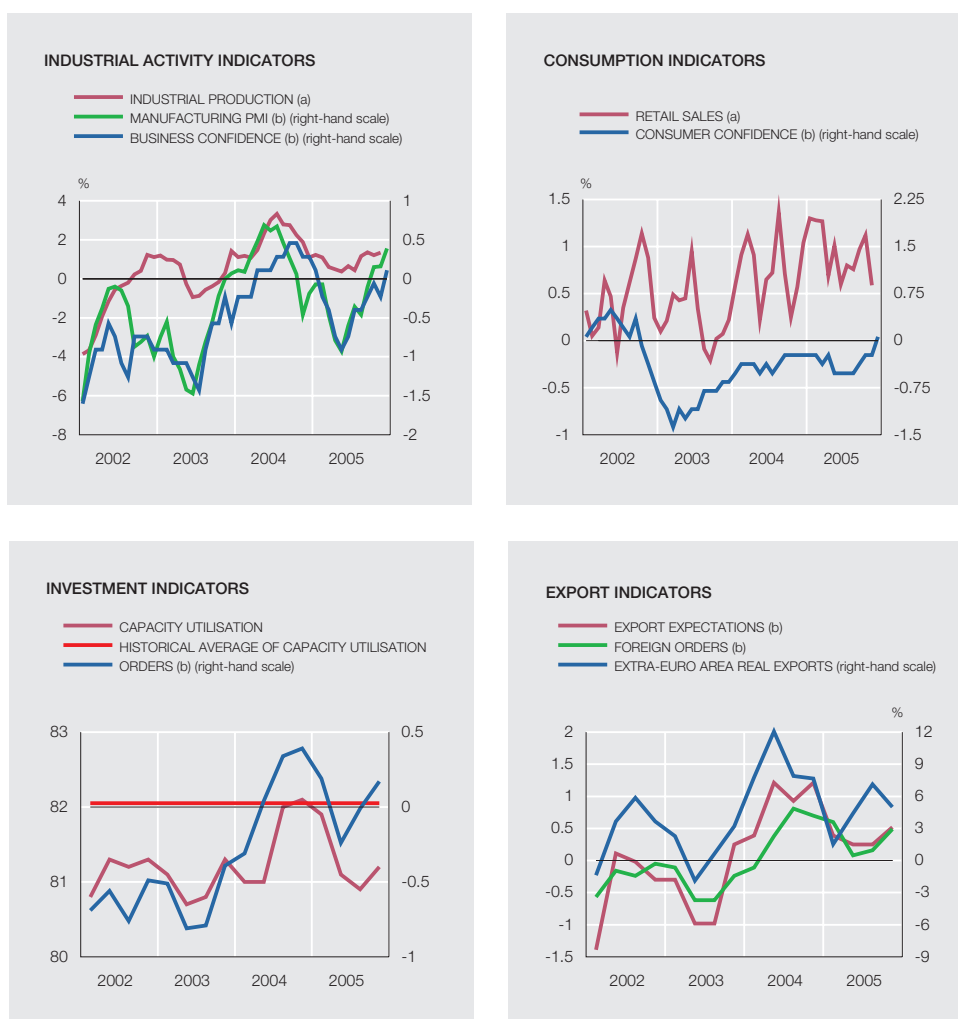 INDUSTRIAL ACTIVITY INDICATORS
INDUSTRIAL PRODUCTION (a)
MANUFACTURING PMI (b) (right-hand scale)
BUSINESS CONFIDENCE (b) (right-hand scale)
%
4
2
0
-2
-4
-6
-8
1
0.5
0
-0.5
-1
-1.5
-2
2002 2003 2004 2005
CONSUMPTION INDICATORS
RETAIL SALES (a)
CONSUMER CONFIDENCE (b) (right-hand scale)
%
1.5
1
0.5
0
-0.5
-1
2.25
1.5
0.75
0
-0.75
-1.5
2002 2003 2004 2005
INVESTMENT INDICATORS
CAPACITY UTILISATION
HISTORICAL AVERAGE OF CAPACITY UTILISATION
ORDERS (b) (right-hand scale)
83
82
81
80
0.5
0
-0.5
-1
2002 2003 2004 2005
EXPORT INDICATORS
EXPORT EXPECTATIONS (b)
FOREIGN ORDERS (b)
EXTRA-EURO AREA REAL EXPORTS (right-hand scale)
%
2
1.5
1
0.5
0
-0.5
-1
-1.5
12
9
6
3
0
-3
-6
-9
2002 2003 2004 2005